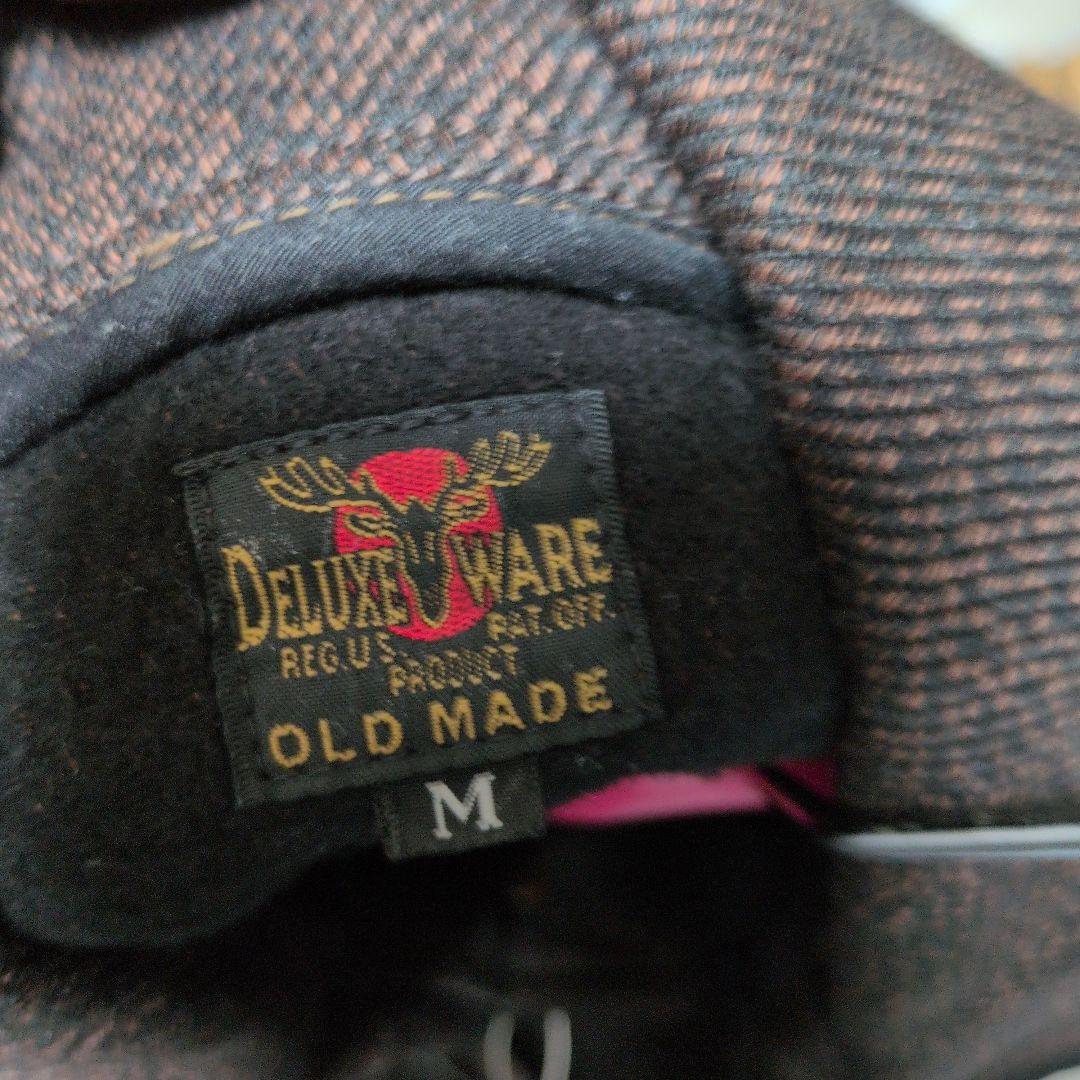 DELUXE WARE
REG. U.S. PAT. OFF.
PRODUCT
OLD MADE
M